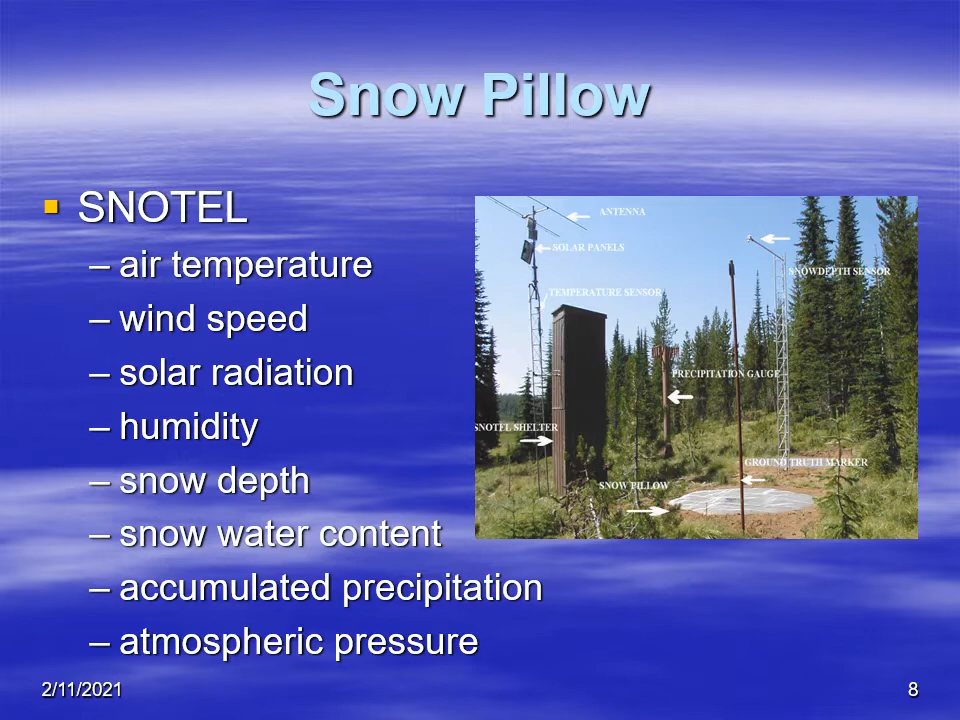 Snow Pillow
SNOTEL
– air temperature
– wind speed
– solar radiation
– humidity
– snow depth
– snow water content
– accumulated precipitation
– atmospheric pressure
ANTENNA
SOLAR PANELS
SNOWDEPTH SENSOR
TEMPERATURE SENSOR
PRECIPITATION GAUGE
SNOTEL SHELTER
GROUND TRUTH MARKER
SNOW PILLOW
2/11/2021
8